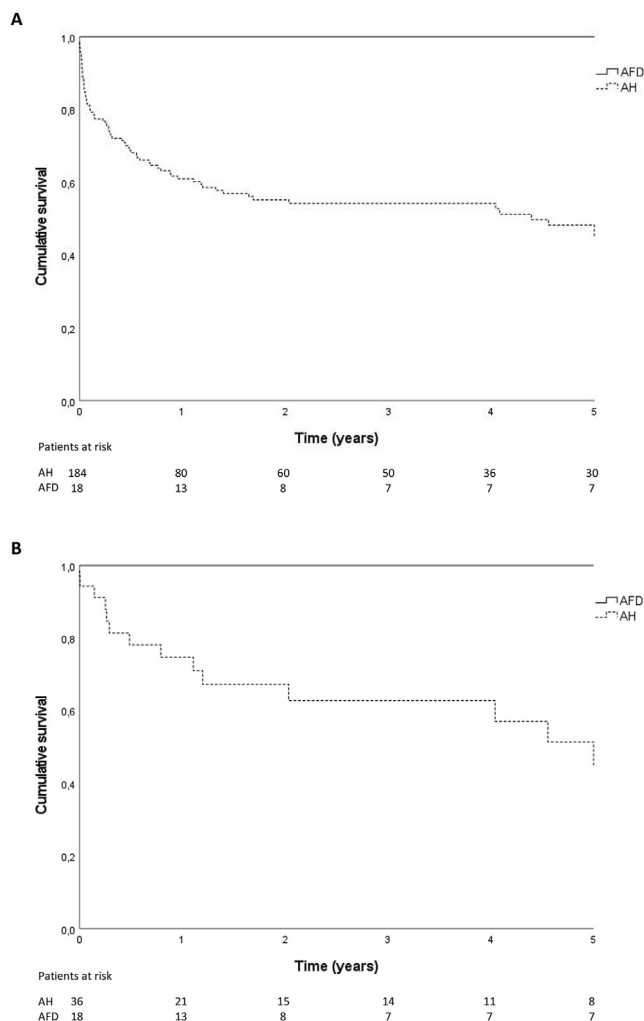 A
1,0
AFD
AH
0,8
0,6
0,4
0,2
0,0
Cumulative survival
0 1 2 3 4 5
Time (years)
Patients at risk
AH 184 80 60 50 36 30
AFD 18 13 8 7 7 7
B
1,0
AFD
AH
0,8
0,6
0,4
0,2
0,0
Cumulative survival
0 1 2 3 4 5
Time (years)
Patients at risk
AH 36 21 15 14 11 8
AFD 18 13 8 7 7 7